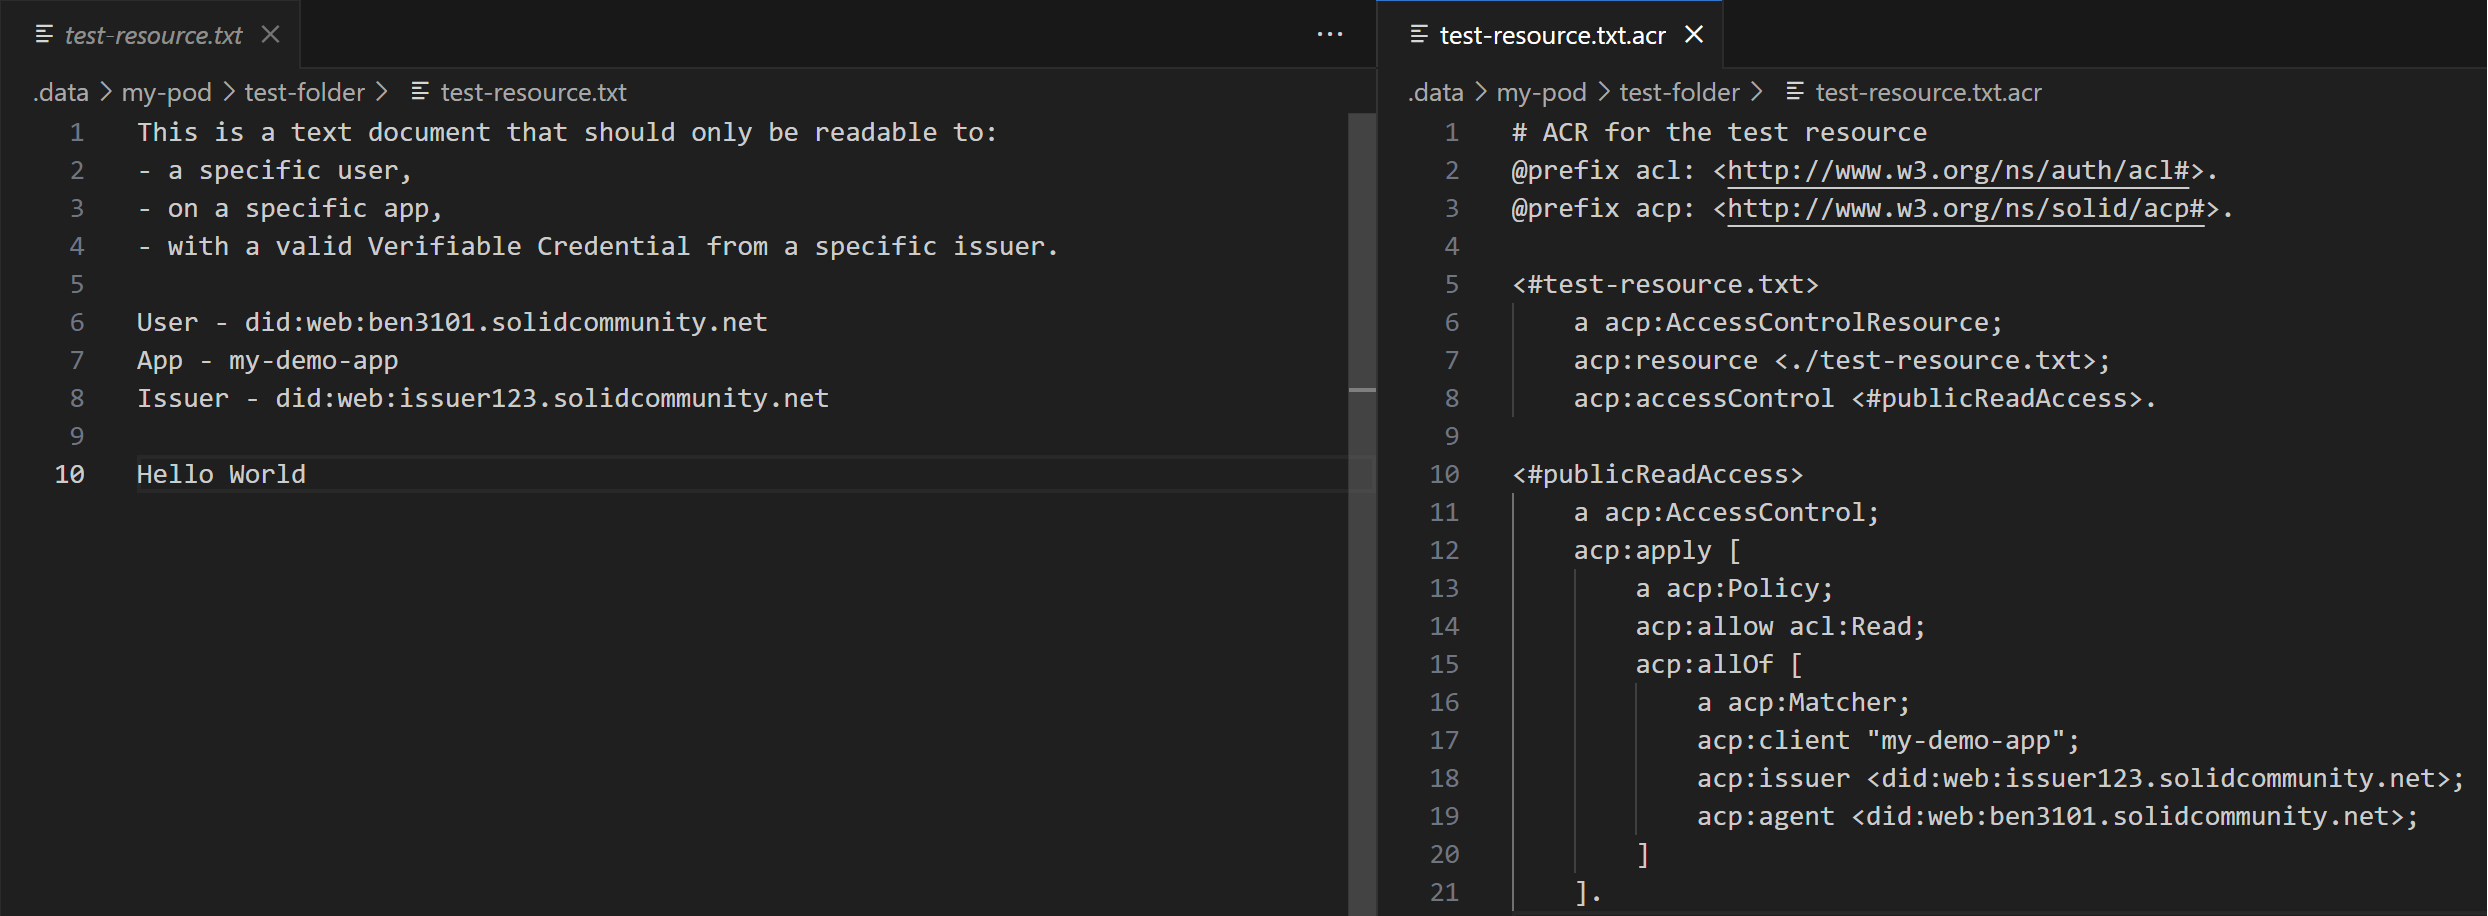 test-resource.txt
.data > my-pod > test-folder > test-resource.txt
1 This is a text document that should only be readable to:
2 - a specific user,
3 - on a specific app,
4 - with a valid Verifiable Credential from a specific issuer.
5
6 User - did:web:ben3101.solidcommunity.net
7 App - my-demo-app
8 Issuer - did:web:issuer123.solidcommunity.net
9
10 Hello World
test-resource.txt.acr
.data > my-pod > test-folder > test-resource.txt.acr
1 # ACR for the test resource
2 @prefix acl: <http://www.w3.org/ns/auth/acl#>.
3 @prefix acp: <http://www.w3.org/ns/solid/acp#>.
4
5 <#test-resource.txt>
6     a acp:AccessControlResource;
7     acp:resource <./test-resource.txt>;
8     acp:accessControl <#publicReadAccess>.
9
10 <#publicReadAccess>
11     a acp:AccessControl;
12     acp:apply [
13         a acp:Policy;
14         acp:allow acl:Read;
15         acp:allOf [
16             a acp:Matcher;
17             acp:client "my-demo-app";
18             acp:issuer <did:web:issuer123.solidcommunity.net>;
19             acp:agent <did:web:ben3101.solidcommunity.net>;
20         ]
21     ].